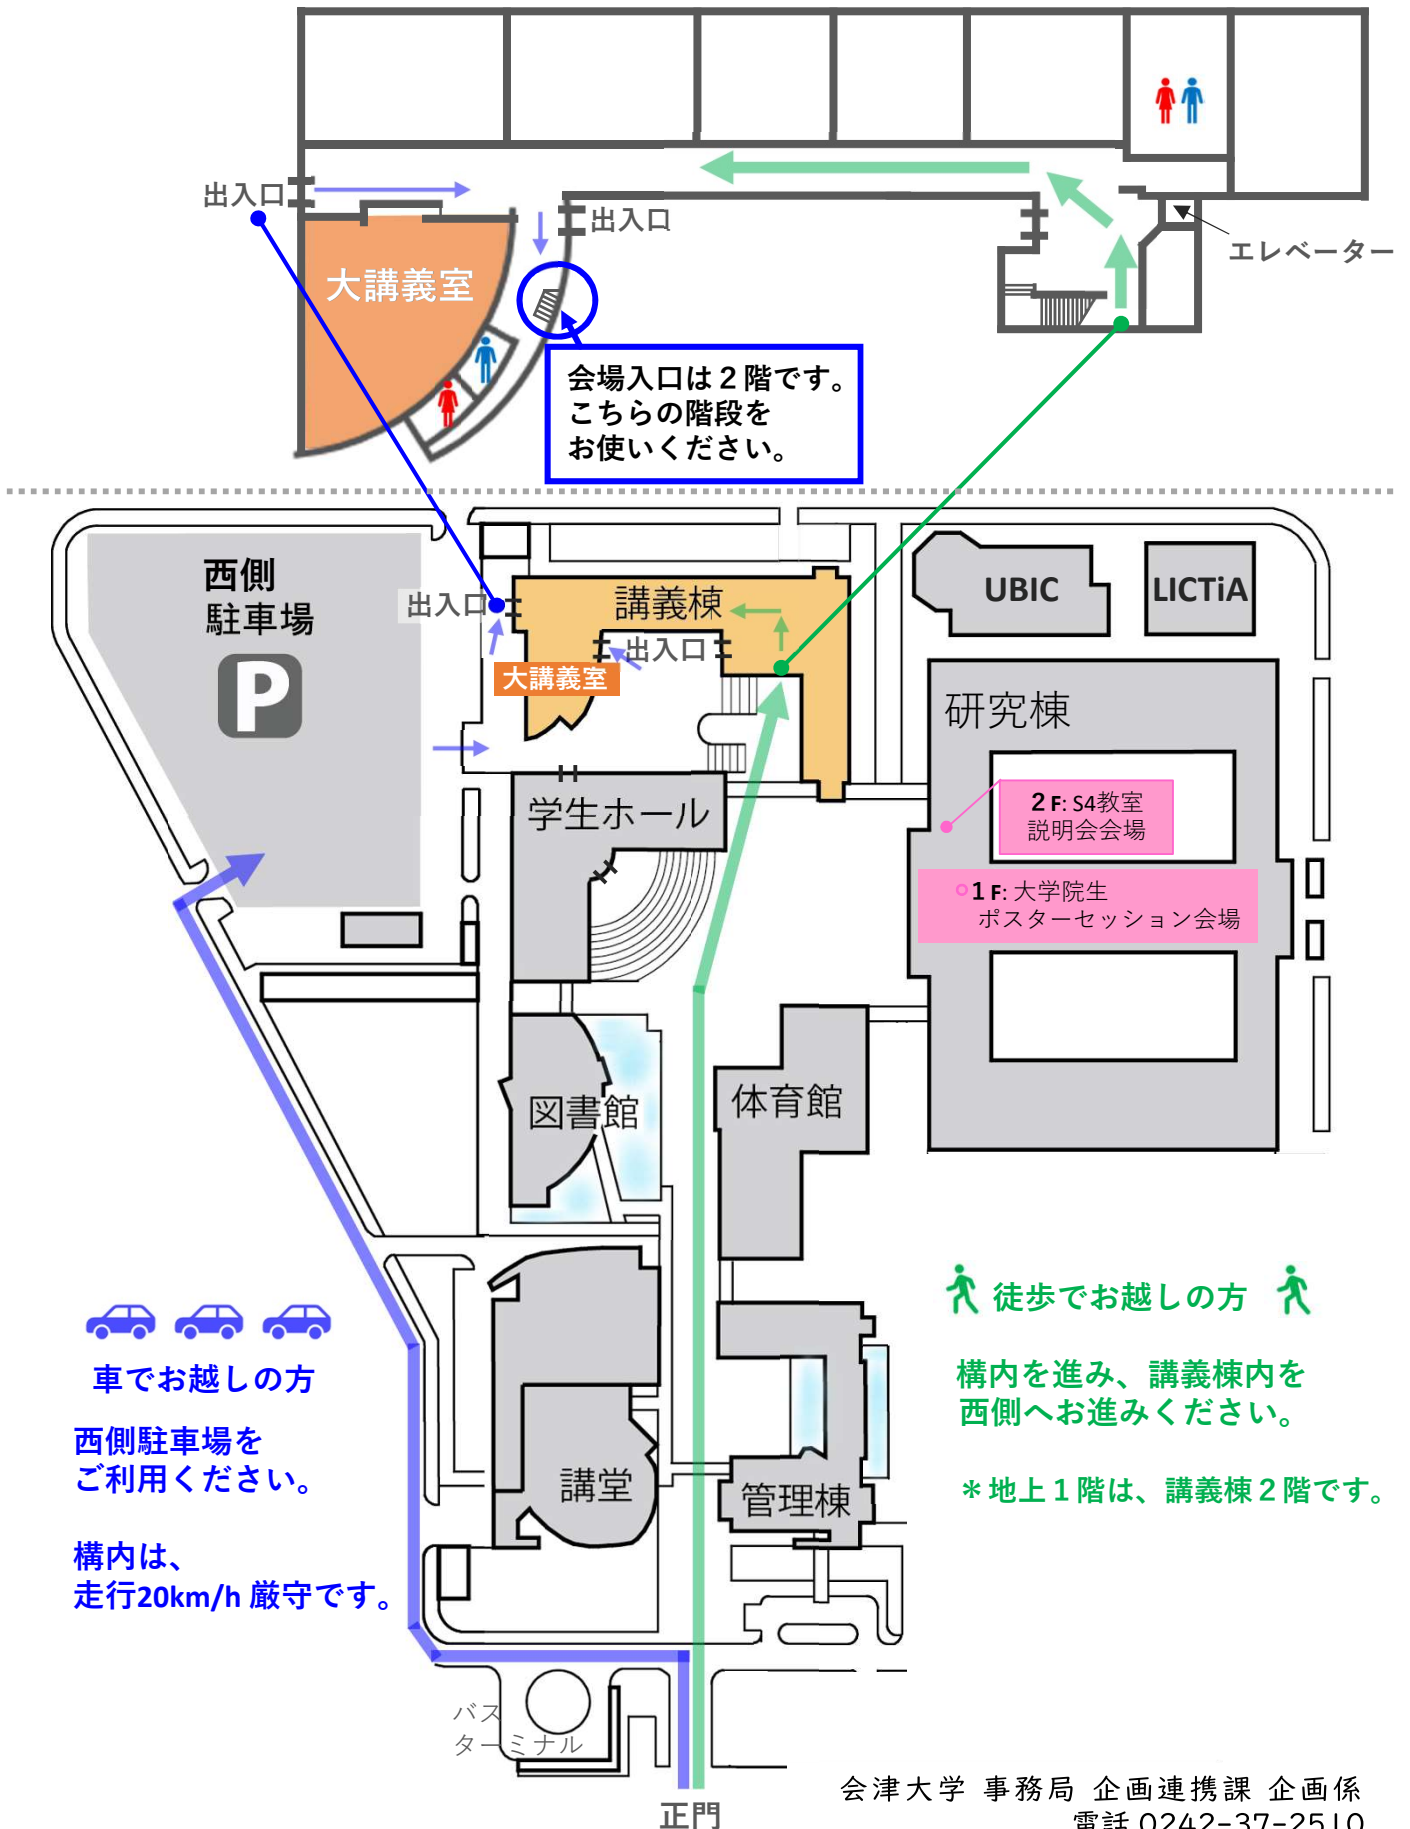 出入口
出入口
エレベーター
大講義室
会場入口は２階です。
こちらの階段を
お使いください。
西側
駐車場
P
出入口
講義棟
出入口
大講義室
UBIC
LICTiA
研究棟
２F: S4教室
説明会会場
１F: 大学院生
ポスターセッション会場
学生ホール
図書館
体育館
車でお越しの方
西側駐車場を
ご利用ください。
構内は、
走行20km/h 厳守です。
徒歩でお越しの方
構内を進み、講義棟内を
西側へお進みください。
＊地上１階は、講義棟２階です。
講堂
管理棟
バス
ターミナル
正門
会津大学 事務局 企画連携課 企画係
電話 0242-37-2510